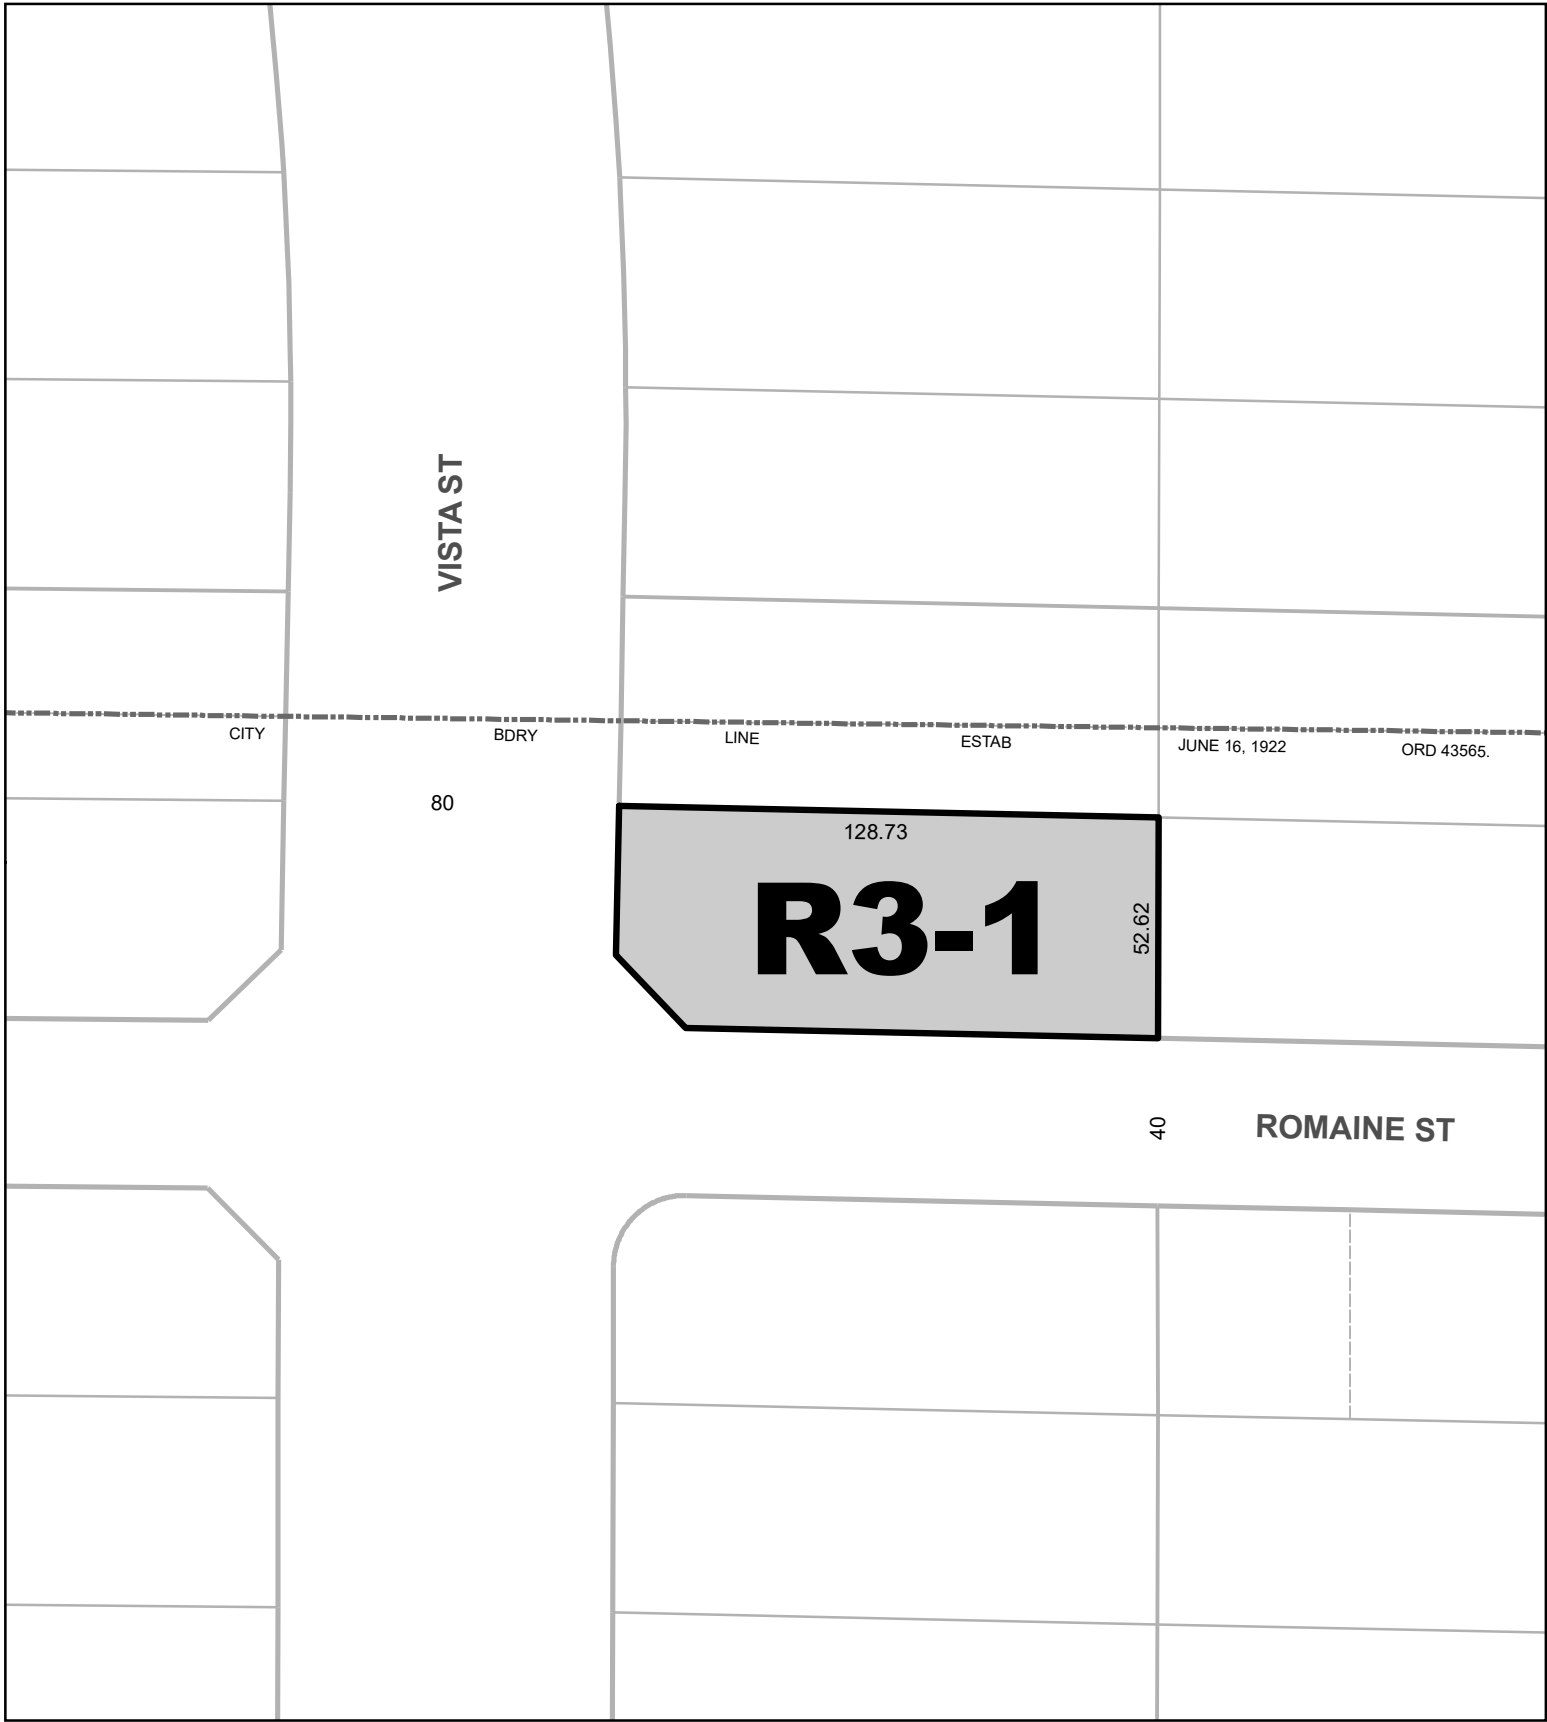 VISTA ST
CITY BDRY LINE ESTAB JUNE 16, 1922 ORD 43565.
80
128.73
R3-1
52.62
40
ROMAINE ST